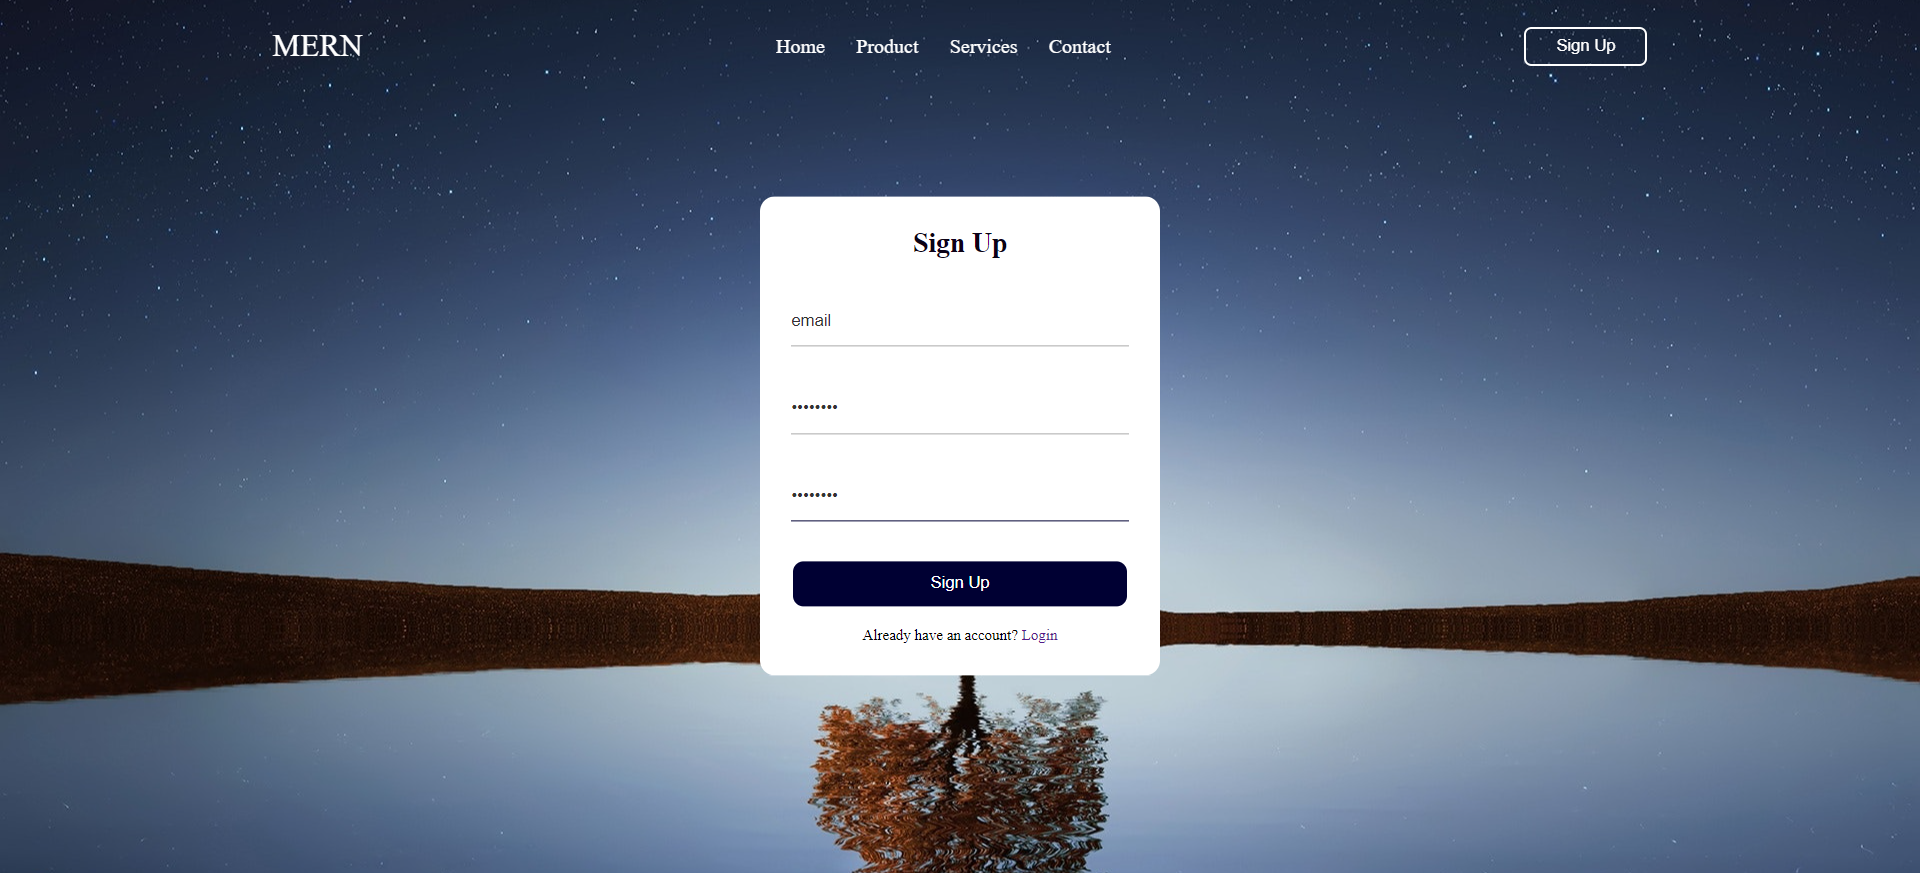 MERN
Home Product Services Contact
Sign Up
Sign Up
email
••••••••
••••••••
Sign Up
Already have an account? Login